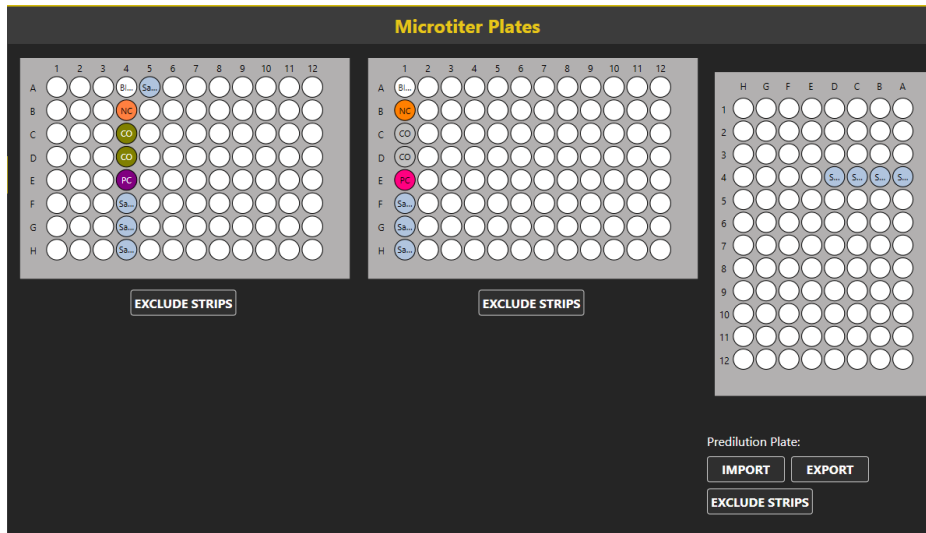 Microtiter Plates
1 2 3 4 5 6 7 8 9 10 11 12
A Bl... Sa...
B NC
C CO
D CO
E PC
F Sa...
G Sa...
H Sa...
EXCLUDE STRIPS
1 2 3 4 5 6 7 8 9 10 11 12
A Bl...
B NC
C CO
D CO
E PC
F Sa...
G Sa...
H Sa...
EXCLUDE STRIPS
H G F E D C B A
1
2
3
4 S... S... S... S...
5
6
7
8
9
10
11
12
Predilution Plate:
IMPORT EXPORT
EXCLUDE STRIPS